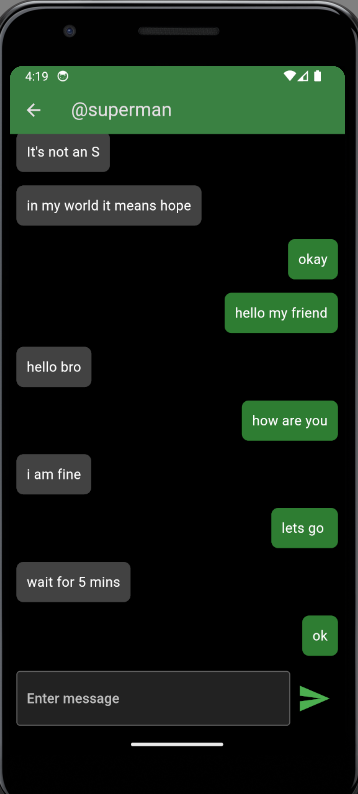 4:19
@superman
It's not an S
in my world it means hope
okay
hello my friend
hello bro
how are you
i am fine
lets go
wait for 5 mins
ok
Enter message